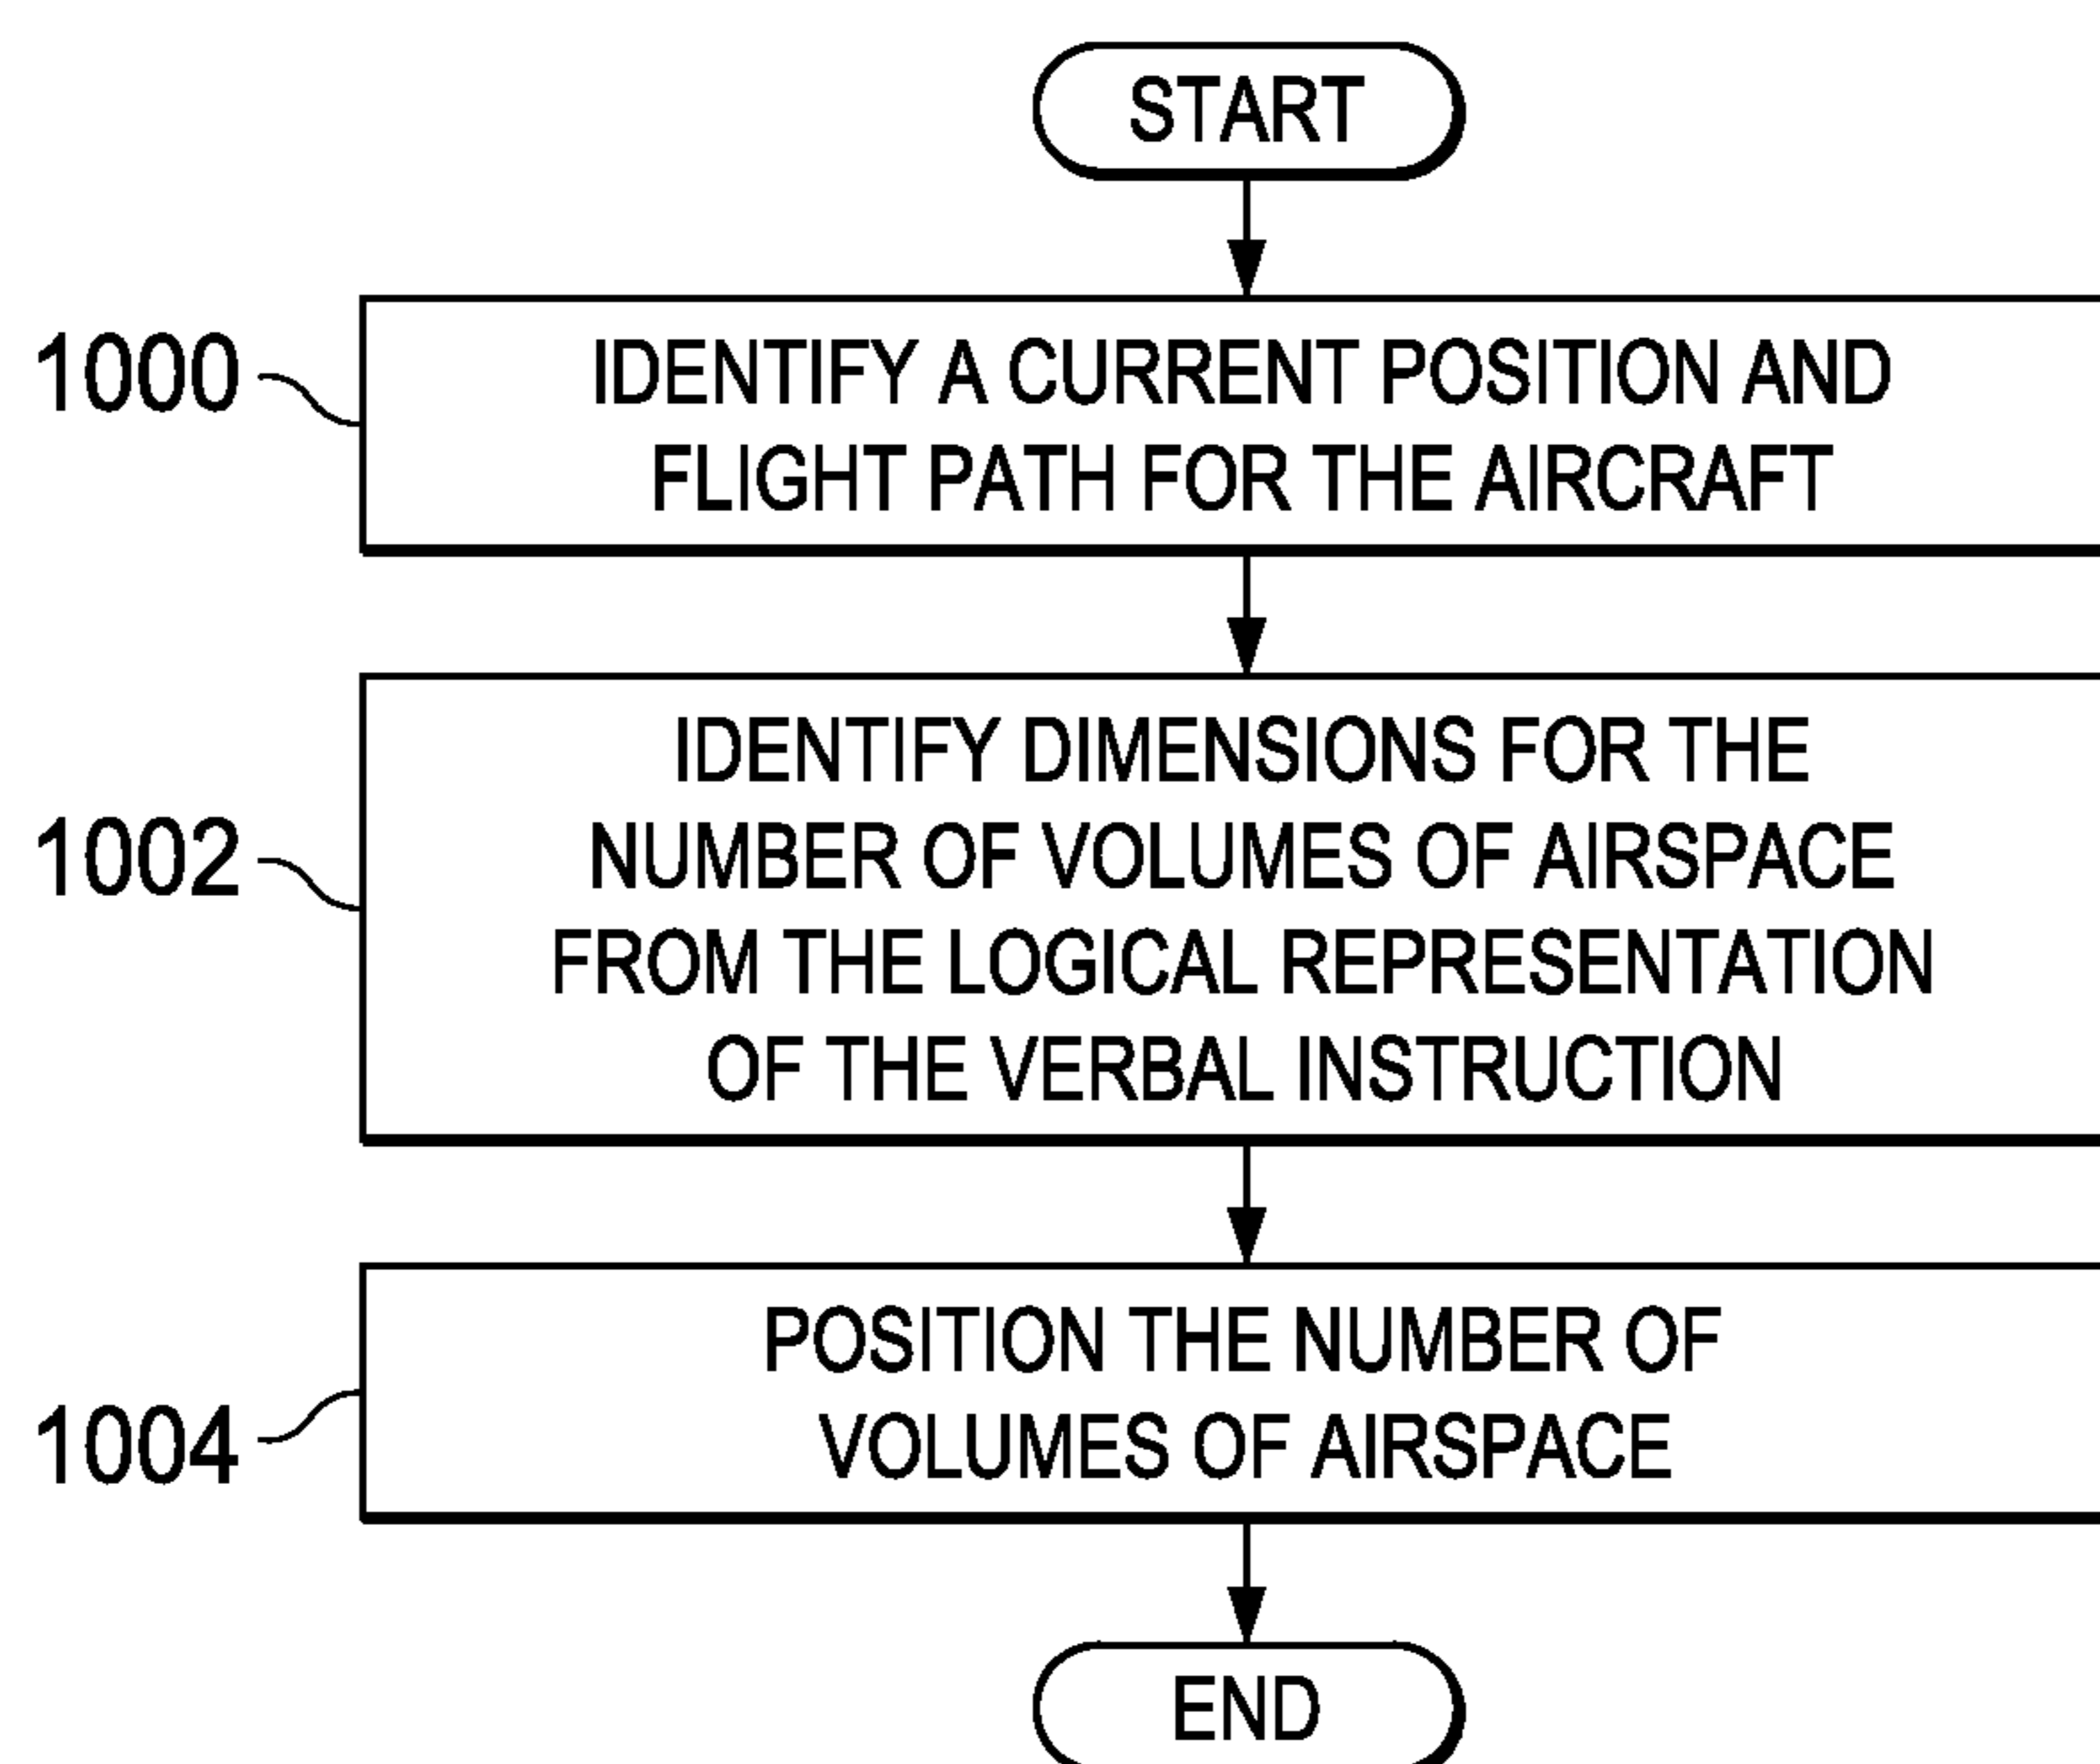 START
1000
IDENTIFY A CURRENT POSITION AND
FLIGHT PATH FOR THE AIRCRAFT
1002
IDENTIFY DIMENSIONS FOR THE
NUMBER OF VOLUMES OF AIRSPACE
FROM THE LOGICAL REPRESENTATION
OF THE VERBAL INSTRUCTION
1004
POSITION THE NUMBER OF
VOLUMES OF AIRSPACE
END